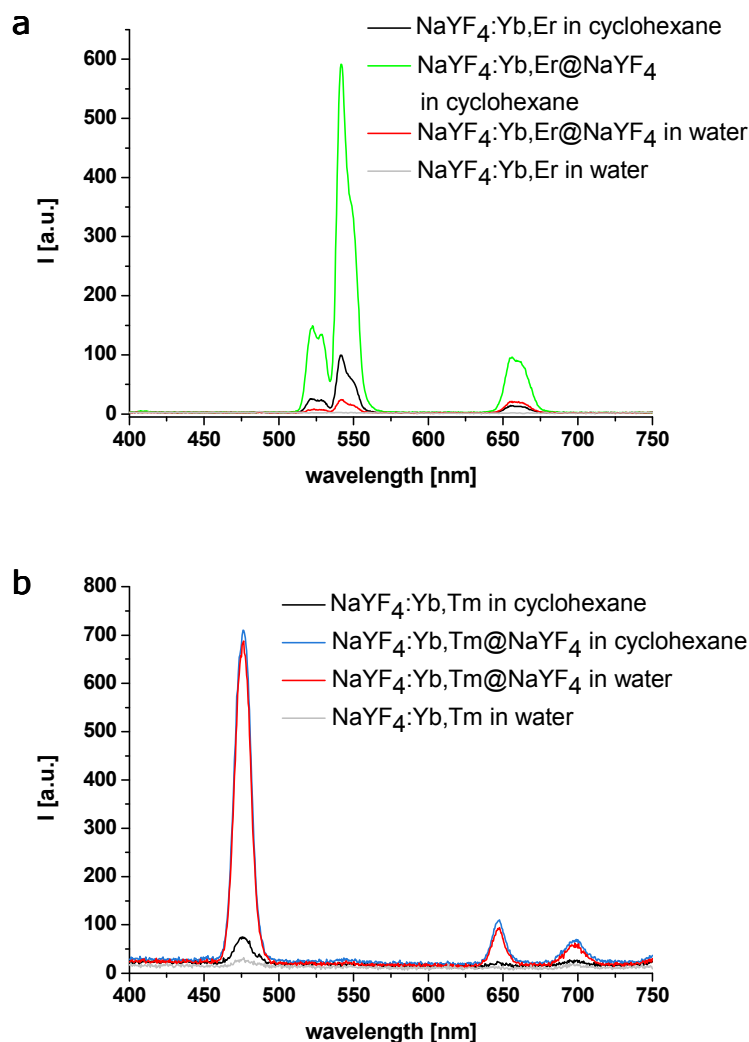 a
NaYF4:Yb,Er in cyclohexane
NaYF4:Yb,Er@NaYF4
in cyclohexane
NaYF4:Yb,Er@NaYF4 in water
NaYF4:Yb,Er in water
600
500
400
300
200
100
0
I [a.u.]
400 450 500 550 600 650 700 750
wavelength [nm]
b
NaYF4:Yb,Tm in cyclohexane
NaYF4:Yb,Tm@NaYF4 in cyclohexane
NaYF4:Yb,Tm@NaYF4 in water
NaYF4:Yb,Tm in water
800
700
600
500
400
300
200
100
0
I [a.u.]
400 450 500 550 600 650 700 750
wavelength [nm]